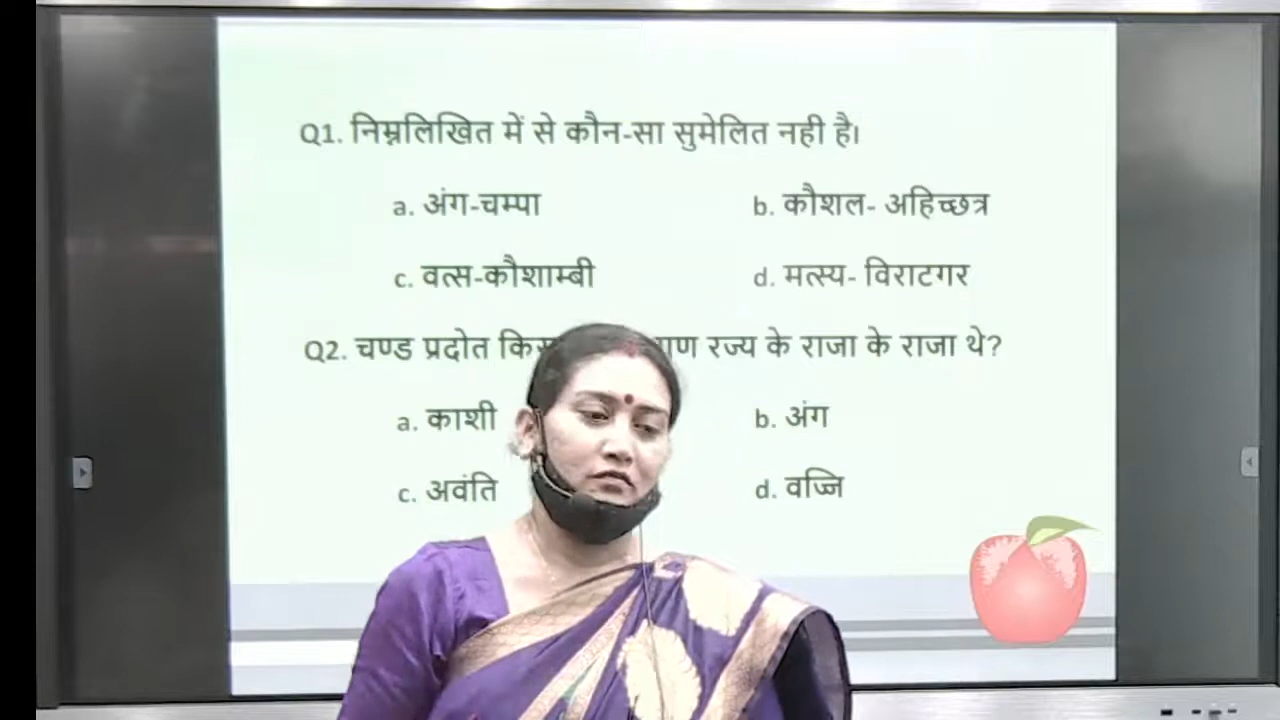 Q1. निम्नलिखित में से कौन-सा सुमेलित नही है।
a. अंग-चम्पा b. कौशल- अहिच्छत्र
c. वत्स-कौशाम्बी d. मत्स्य- विराटगर
Q2. चण्ड प्रदोत रज्य के राजा के राजा थे?
a. काशी b. अंग
c. अवंति d. वज्जि